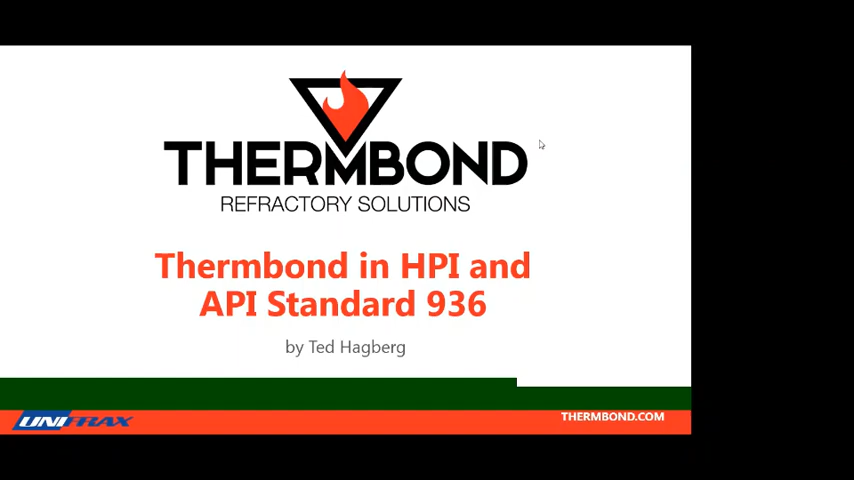 THERMBOND
REFRACTORY SOLUTIONS
Thermbond in HPI and
API Standard 936
by Ted Hagberg
UNIFRAX
THERMBOND.COM